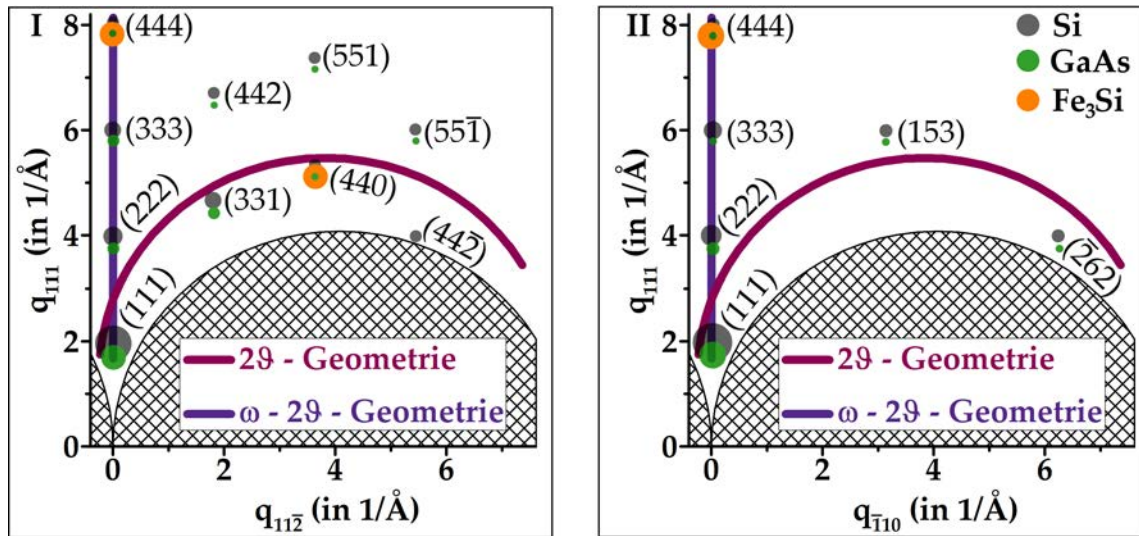 I
8
6
4
2
0
q₁₁₁ (in 1/Å)
(444)
(551)
(442)
(333)
(551̅)
(222)
(331)
(440)
(442̅)
(111)
2ϑ - Geometrie
ω - 2ϑ - Geometrie
0 2 4 6
q₁₁₂̅ (in 1/Å)
II
8
6
4
2
0
q₁₁₁ (in 1/Å)
(444)
Si
GaAs
Fe₃Si
(333)
(153)
(222)
(2̅62)
(111)
2ϑ - Geometrie
ω - 2ϑ - Geometrie
0 2 4 6
q₁̅₁₀ (in 1/Å)